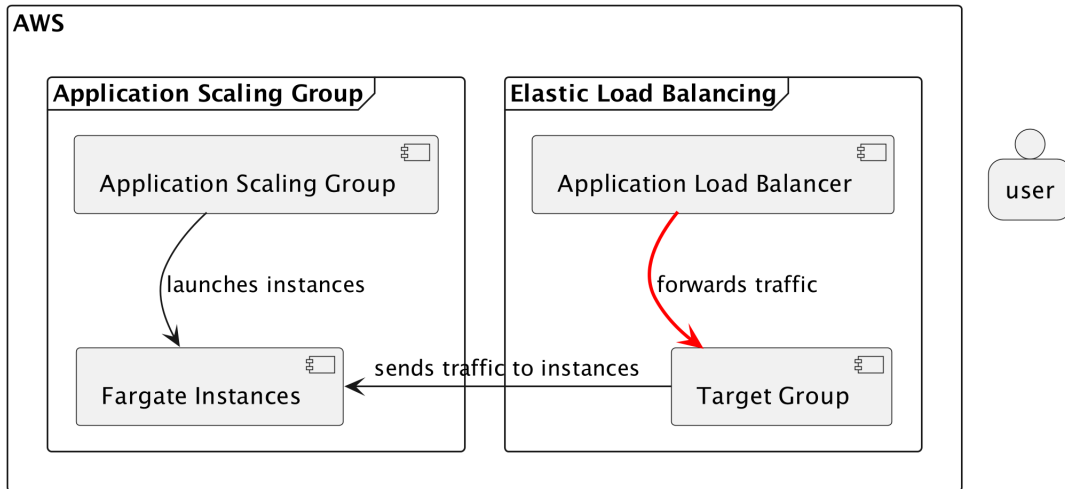 AWS
Application Scaling Group
Elastic Load Balancing
Application Scaling Group
Application Load Balancer
user
launches instances
forwards traffic
sends traffic to instances
Fargate Instances
Target Group